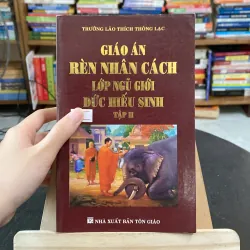 TRƯỞNG LÃO THÍCH THÔNG LẠC
GIÁO ÁN
RÈN NHÂN CÁCH
LỚP NGŨ GIỚI
ĐỨC HIẾU SINH
TẬP II
NHÀ XUẤT BẢN TÔN GIÁO